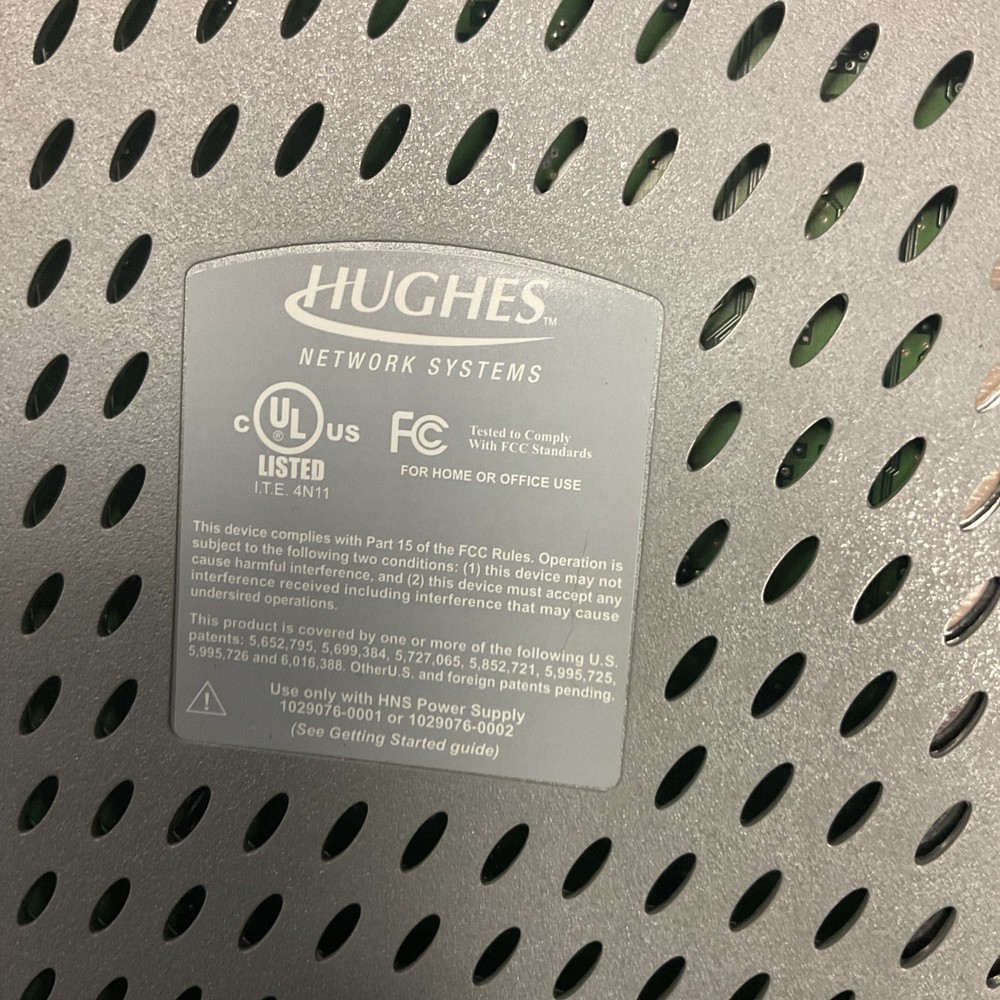 HUGHES™
NETWORK SYSTEMS
C UL® US
LISTED
I.T.E. 4N11
FC
Tested to Comply
With FCC Standards
FOR HOME OR OFFICE USE
This device complies with Part 15 of the FCC Rules. Operation is
subject to the following two conditions: (1) this device may not
cause harmful interference, and (2) this device must accept any
interference received including interference that may cause
undersired operations.
This product is covered by one or more of the following U.S.
patents; 5,652,795, 5,699,384, 5,727,065, 5,852,721, 5,995,725,
5,995,726 and 6,016,388. OtherU.S. and foreign patents pending.
Use only with HNS Power Supply
1029076-0001 or 1029076-0002
(See Getting Started guide)